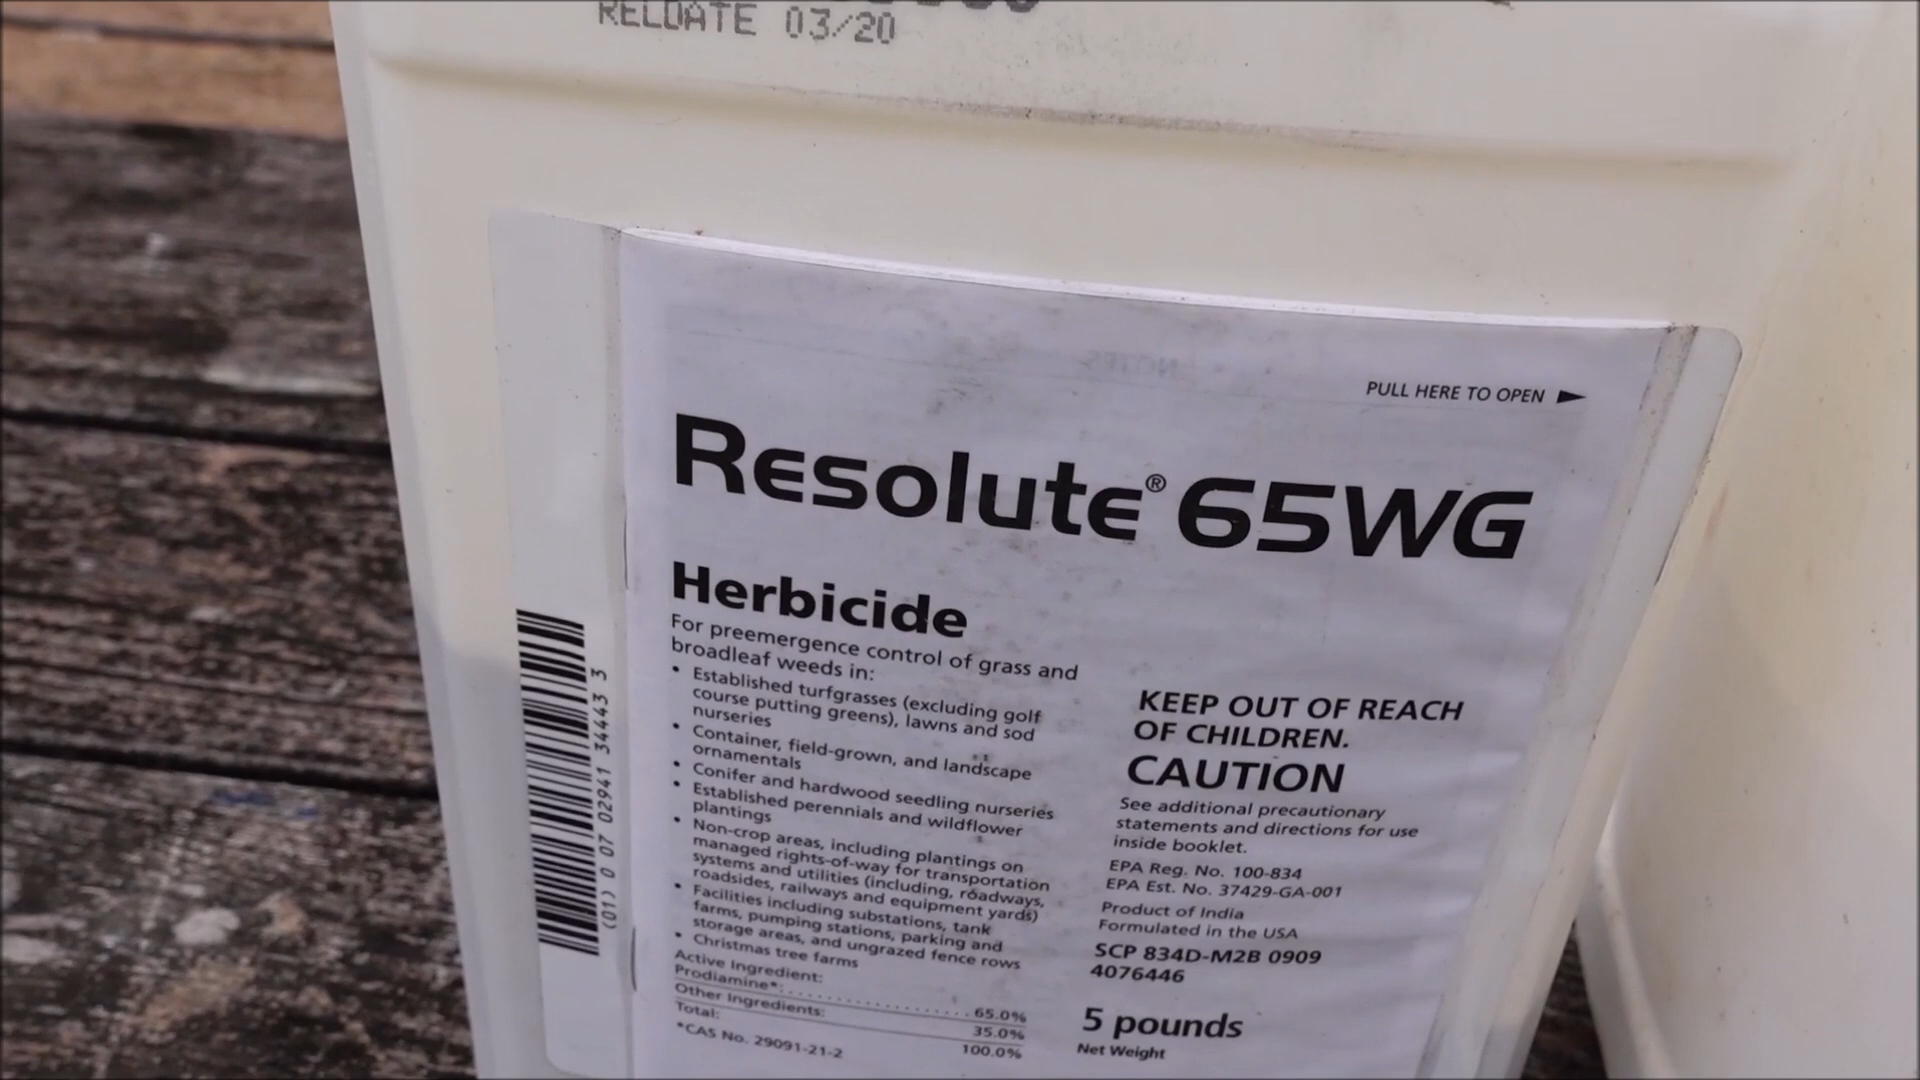 RELDATE 03/20
PULL HERE TO OPEN
Resolute® 65WG
Herbicide
For preemergence control of grass and
broadleaf weeds in:
• Established turfgrasses (excluding golf
course putting greens), lawns and sod
nurseries
• Container, field-grown, and landscape
ornamentals
• Conifer and hardwood seedling nurseries
• Established perennials and wildflower
plantings
• Non-crop areas, including plantings on
managed rights-of-way for transportation
systems and utilities (including, roadways,
roadsides, railways and equipment yards)
• Facilities including substations, tank
farms, pumping stations, parking and
storage areas, and ungrazed fence rows
• Christmas tree farms
Active Ingredient:
Prodiamine*: 65.0%
Other Ingredients: 35.0%
Total: 100.0%
*CAS No. 29091-21-2
KEEP OUT OF REACH
OF CHILDREN.
CAUTION
See additional precautionary
statements and directions for use
inside booklet.
EPA Reg. No. 100-834
EPA Est. No. 37429-GA-001
Product of India
Formulated in the USA
SCP 834D-M2B 0909
4076446
5 pounds
Net Weight
(01) 0 07 02941 34443 3
NOTES